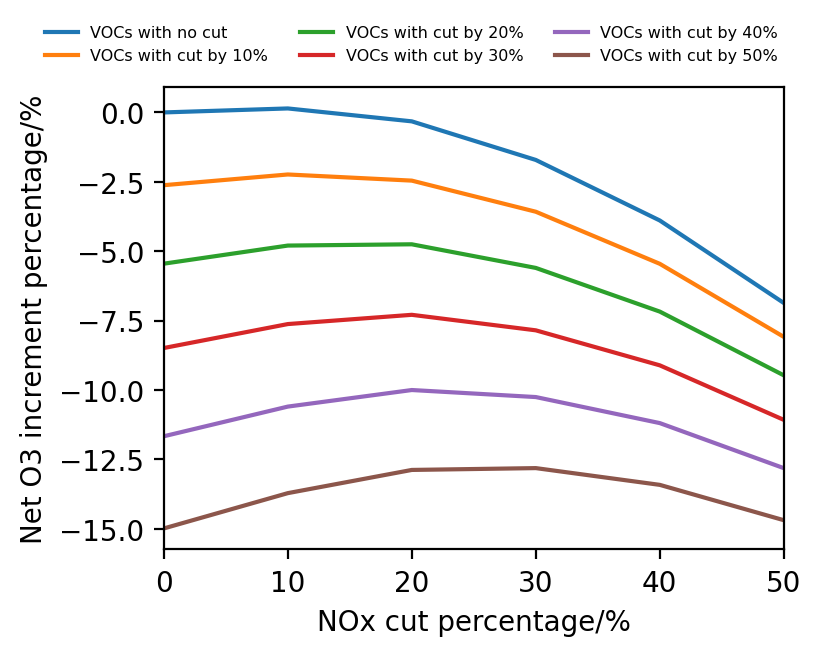 VOCs with no cut
VOCs with cut by 10%
VOCs with cut by 20%
VOCs with cut by 30%
VOCs with cut by 40%
VOCs with cut by 50%
Net O3 increment percentage/%
0.0
−2.5
−5.0
−7.5
−10.0
−12.5
−15.0
0 10 20 30 40 50
NOx cut percentage/%